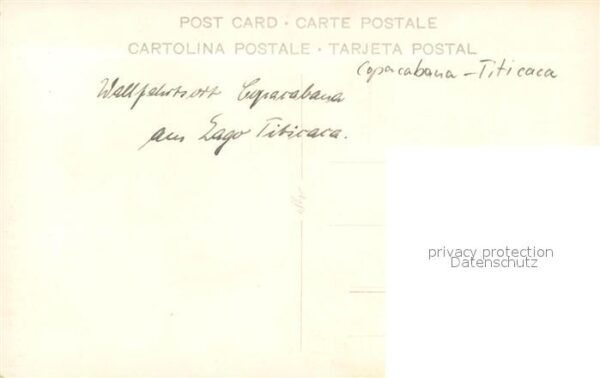 POST CARD · CARTE POSTALE
CARTOLINA POSTALE · TARJETA POSTAL
Copacabana - Titicaca
Wallfahrtsort Copacabana
am Lago Titicaca.
privacy protection
Datenschutz